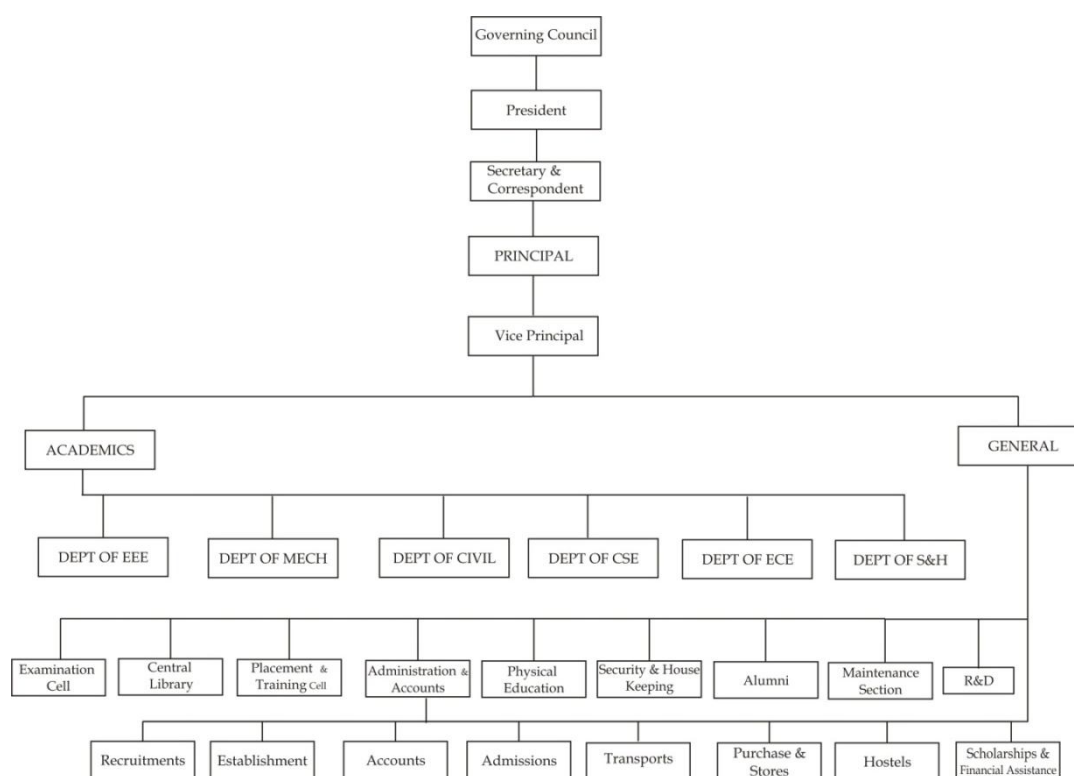 Governing Council
President
Secretary &
Correspondent
PRINCIPAL
Vice Principal
ACADEMICS
GENERAL
DEPT OF EEE
DEPT OF MECH
DEPT OF CIVIL
DEPT OF CSE
DEPT OF ECE
DEPT OF S&H
Examination
Cell
Central
Library
Placement &
Training Cell
Administration &
Accounts
Physical
Education
Security & House
Keeping
Alumni
Maintenance
Section
R&D
Recruitments
Establishment
Accounts
Admissions
Transports
Purchase &
Stores
Hostels
Scholarships &
Financial Assistance